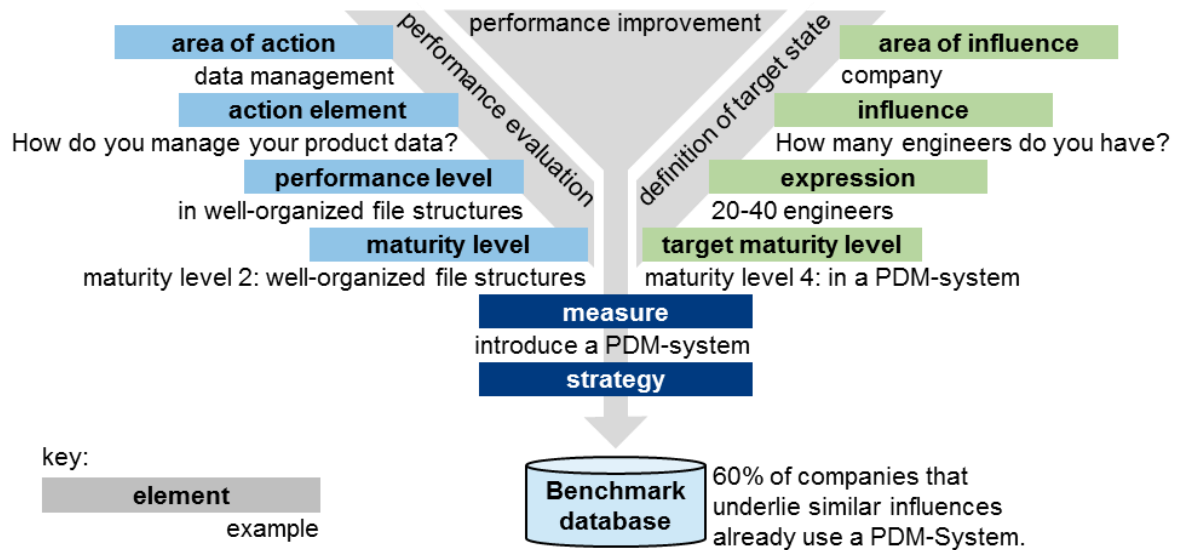 performance improvement
performance evaluation
definition of target state
area of action
data management
action element
How do you manage your product data?
performance level
in well-organized file structures
maturity level
maturity level 2: well-organized file structures
area of influence
company
influence
How many engineers do you have?
expression
20-40 engineers
target maturity level
maturity level 4: in a PDM-system
measure
introduce a PDM-system
strategy
key:
element
example
Benchmark
database
60% of companies that
underlie similar influences
already use a PDM-System.